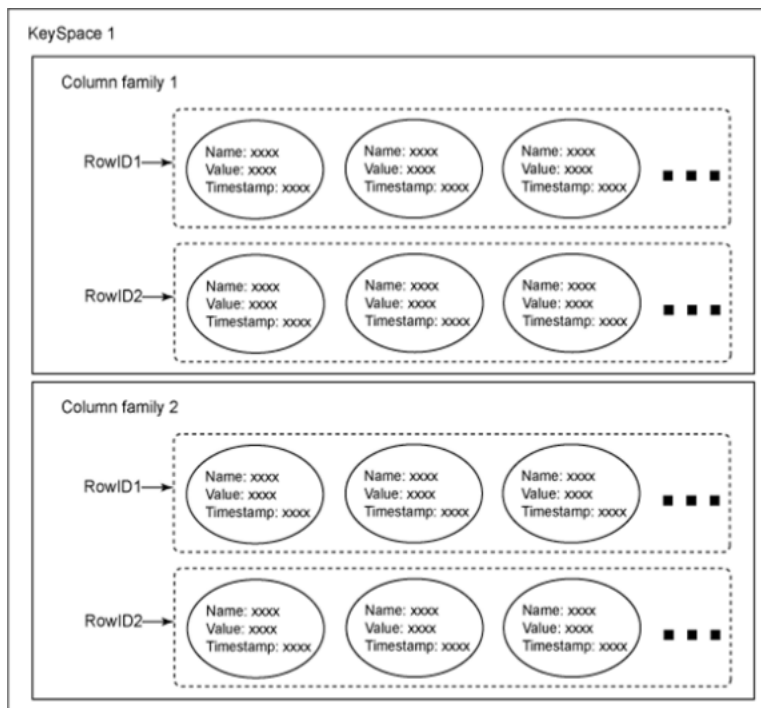 KeySpace 1
Column family 1
RowID1
Name: xxxx
Value: xxxx
Timestamp: xxxx
Name: xxxx
Value: xxxx
Timestamp: xxxx
Name: xxxx
Value: xxxx
Timestamp: xxxx
RowID2
Name: xxxx
Value: xxxx
Timestamp: xxxx
Name: xxxx
Value: xxxx
Timestamp: xxxx
Name: xxxx
Value: xxxx
Timestamp: xxxx
Column family 2
RowID1
Name: xxxx
Value: xxxx
Timestamp: xxxx
Name: xxxx
Value: xxxx
Timestamp: xxxx
Name: xxxx
Value: xxxx
Timestamp: xxxx
RowID2
Name: xxxx
Value: xxxx
Timestamp: xxxx
Name: xxxx
Value: xxxx
Timestamp: xxxx
Name: xxxx
Value: xxxx
Timestamp: xxxx